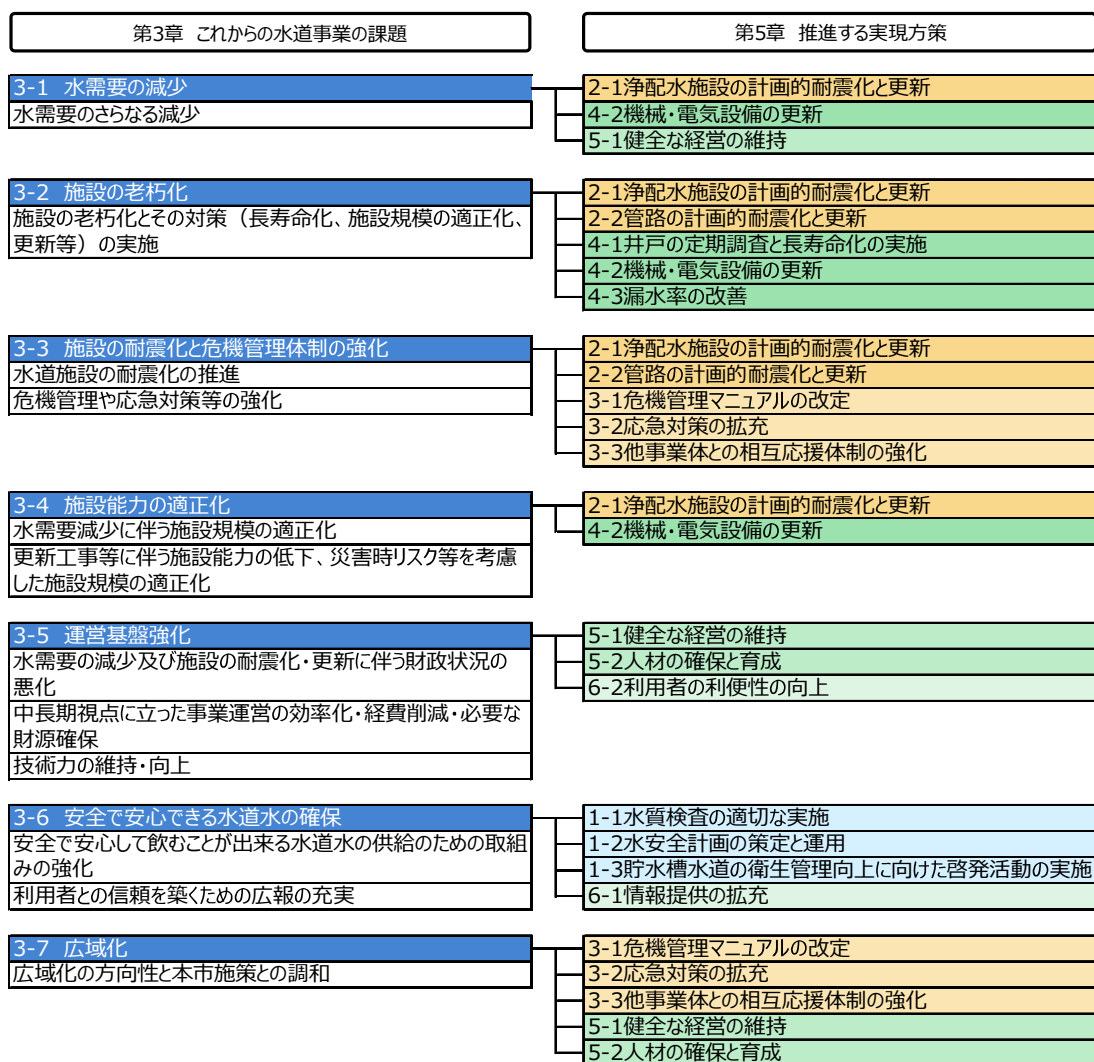 第3章 これからの水道事業の課題
第5章 推進する実現方策
3-1 水需要の減少
水需要のさらなる減少
2-1浄配水施設の計画的耐震化と更新
4-2機械・電気設備の更新
5-1健全な経営の維持
3-2 施設の老朽化
施設の老朽化とその対策（長寿命化、施設規模の適正化、
更新等）の実施
2-1浄配水施設の計画的耐震化と更新
2-2管路の計画的耐震化と更新
4-1井戸の定期調査と長寿命化の実施
4-2機械・電気設備の更新
4-3漏水率の改善
3-3 施設の耐震化と危機管理体制の強化
水道施設の耐震化の推進
危機管理や応急対策等の強化
2-1浄配水施設の計画的耐震化と更新
2-2管路の計画的耐震化と更新
3-1危機管理マニュアルの改定
3-2応急対策の拡充
3-3他事業体との相互応援体制の強化
3-4 施設能力の適正化
水需要減少に伴う施設規模の適正化
更新工事等に伴う施設能力の低下、災害時リスク等を考慮
した施設規模の適正化
2-1浄配水施設の計画的耐震化と更新
4-2機械・電気設備の更新
3-5 運営基盤強化
水需要の減少及び施設の耐震化・更新に伴う財政状況の
悪化
中長期視点に立った事業運営の効率化・経費削減・必要な
財源確保
技術力の維持・向上
5-1健全な経営の維持
5-2人材の確保と育成
6-2利用者の利便性の向上
3-6 安全で安心できる水道水の確保
安全で安心して飲むことが出来る水道水の供給のための取組
みの強化
利用者との信頼を築くための広報の充実
1-1水質検査の適切な実施
1-2水安全計画の策定と運用
1-3貯水槽水道の衛生管理向上に向けた啓発活動の実施
6-1情報提供の拡充
3-7 広域化
広域化の方向性と本市施策との調和
3-1危機管理マニュアルの改定
3-2応急対策の拡充
3-3他事業体との相互応援体制の強化
5-1健全な経営の維持
5-2人材の確保と育成